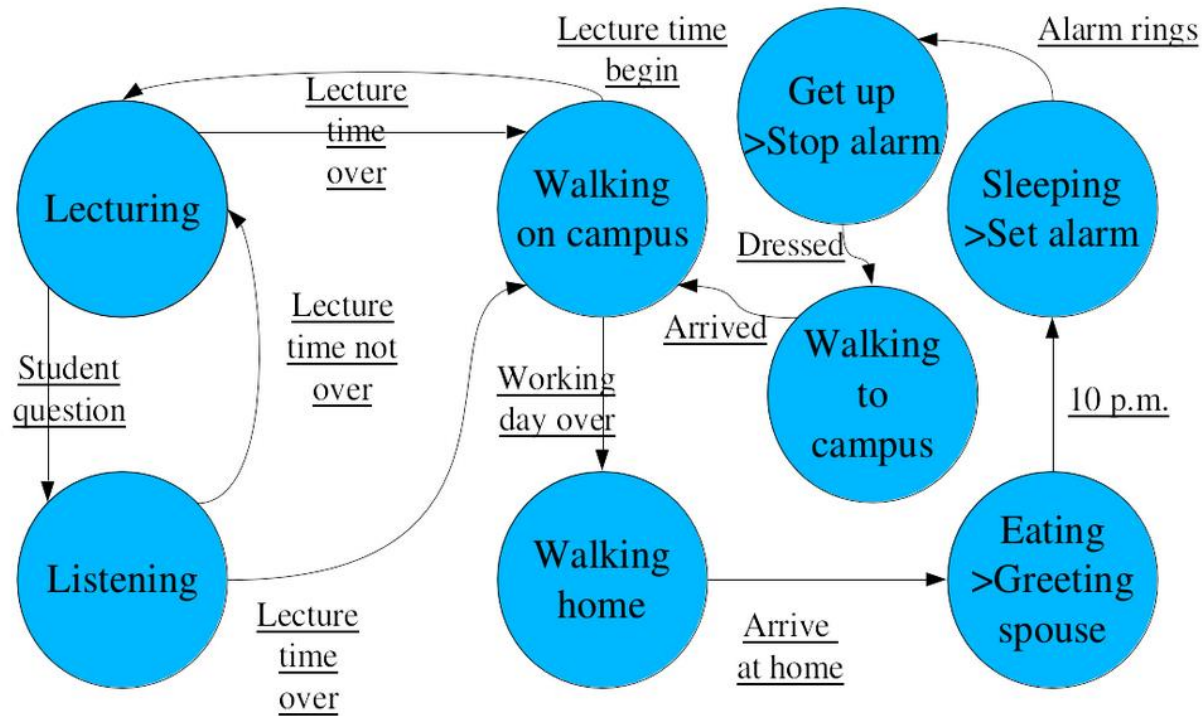 Lecture time
begin
Alarm rings
Lecture
time
over
Get up
>Stop alarm
Lecturing
Walking
on campus
Sleeping
>Set alarm
Dressed
Lecture
time not
over
Arrived
Walking
to
campus
Student
question
Working
day over
10 p.m.
Listening
Walking
home
Eating
>Greeting
spouse
Lecture
time
over
Arrive
at home